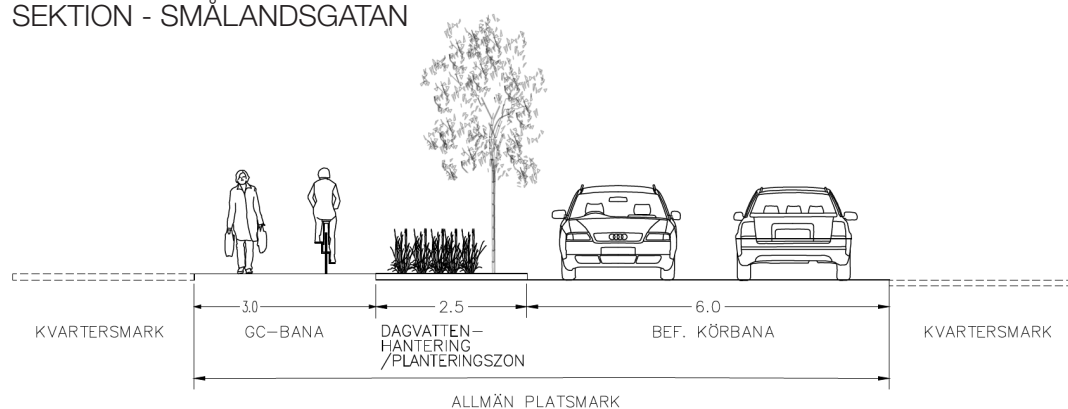 SEKTION - SMÅLANDSGATAN
3.0
2.5
6.0
KVARTERSMARK
GC-BANA
DAGVATTEN-
HANTERING
/PLANTERINGSZON
BEF. KÖRBANA
KVARTERSMARK
ALLMÄN PLATSMARK